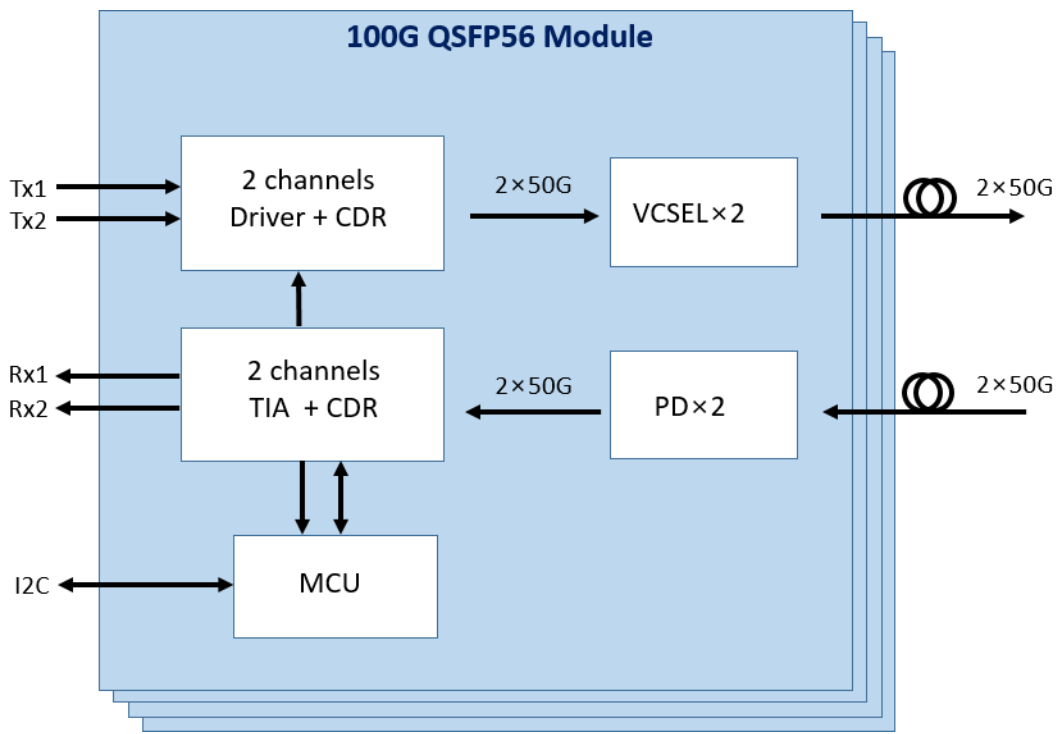 100G QSFP56 Module
Tx1
Tx2
2 channels
Driver + CDR
2×50G
VCSEL×2
2×50G
Rx1
Rx2
2 channels
TIA + CDR
2×50G
PD×2
2×50G
I2C
MCU